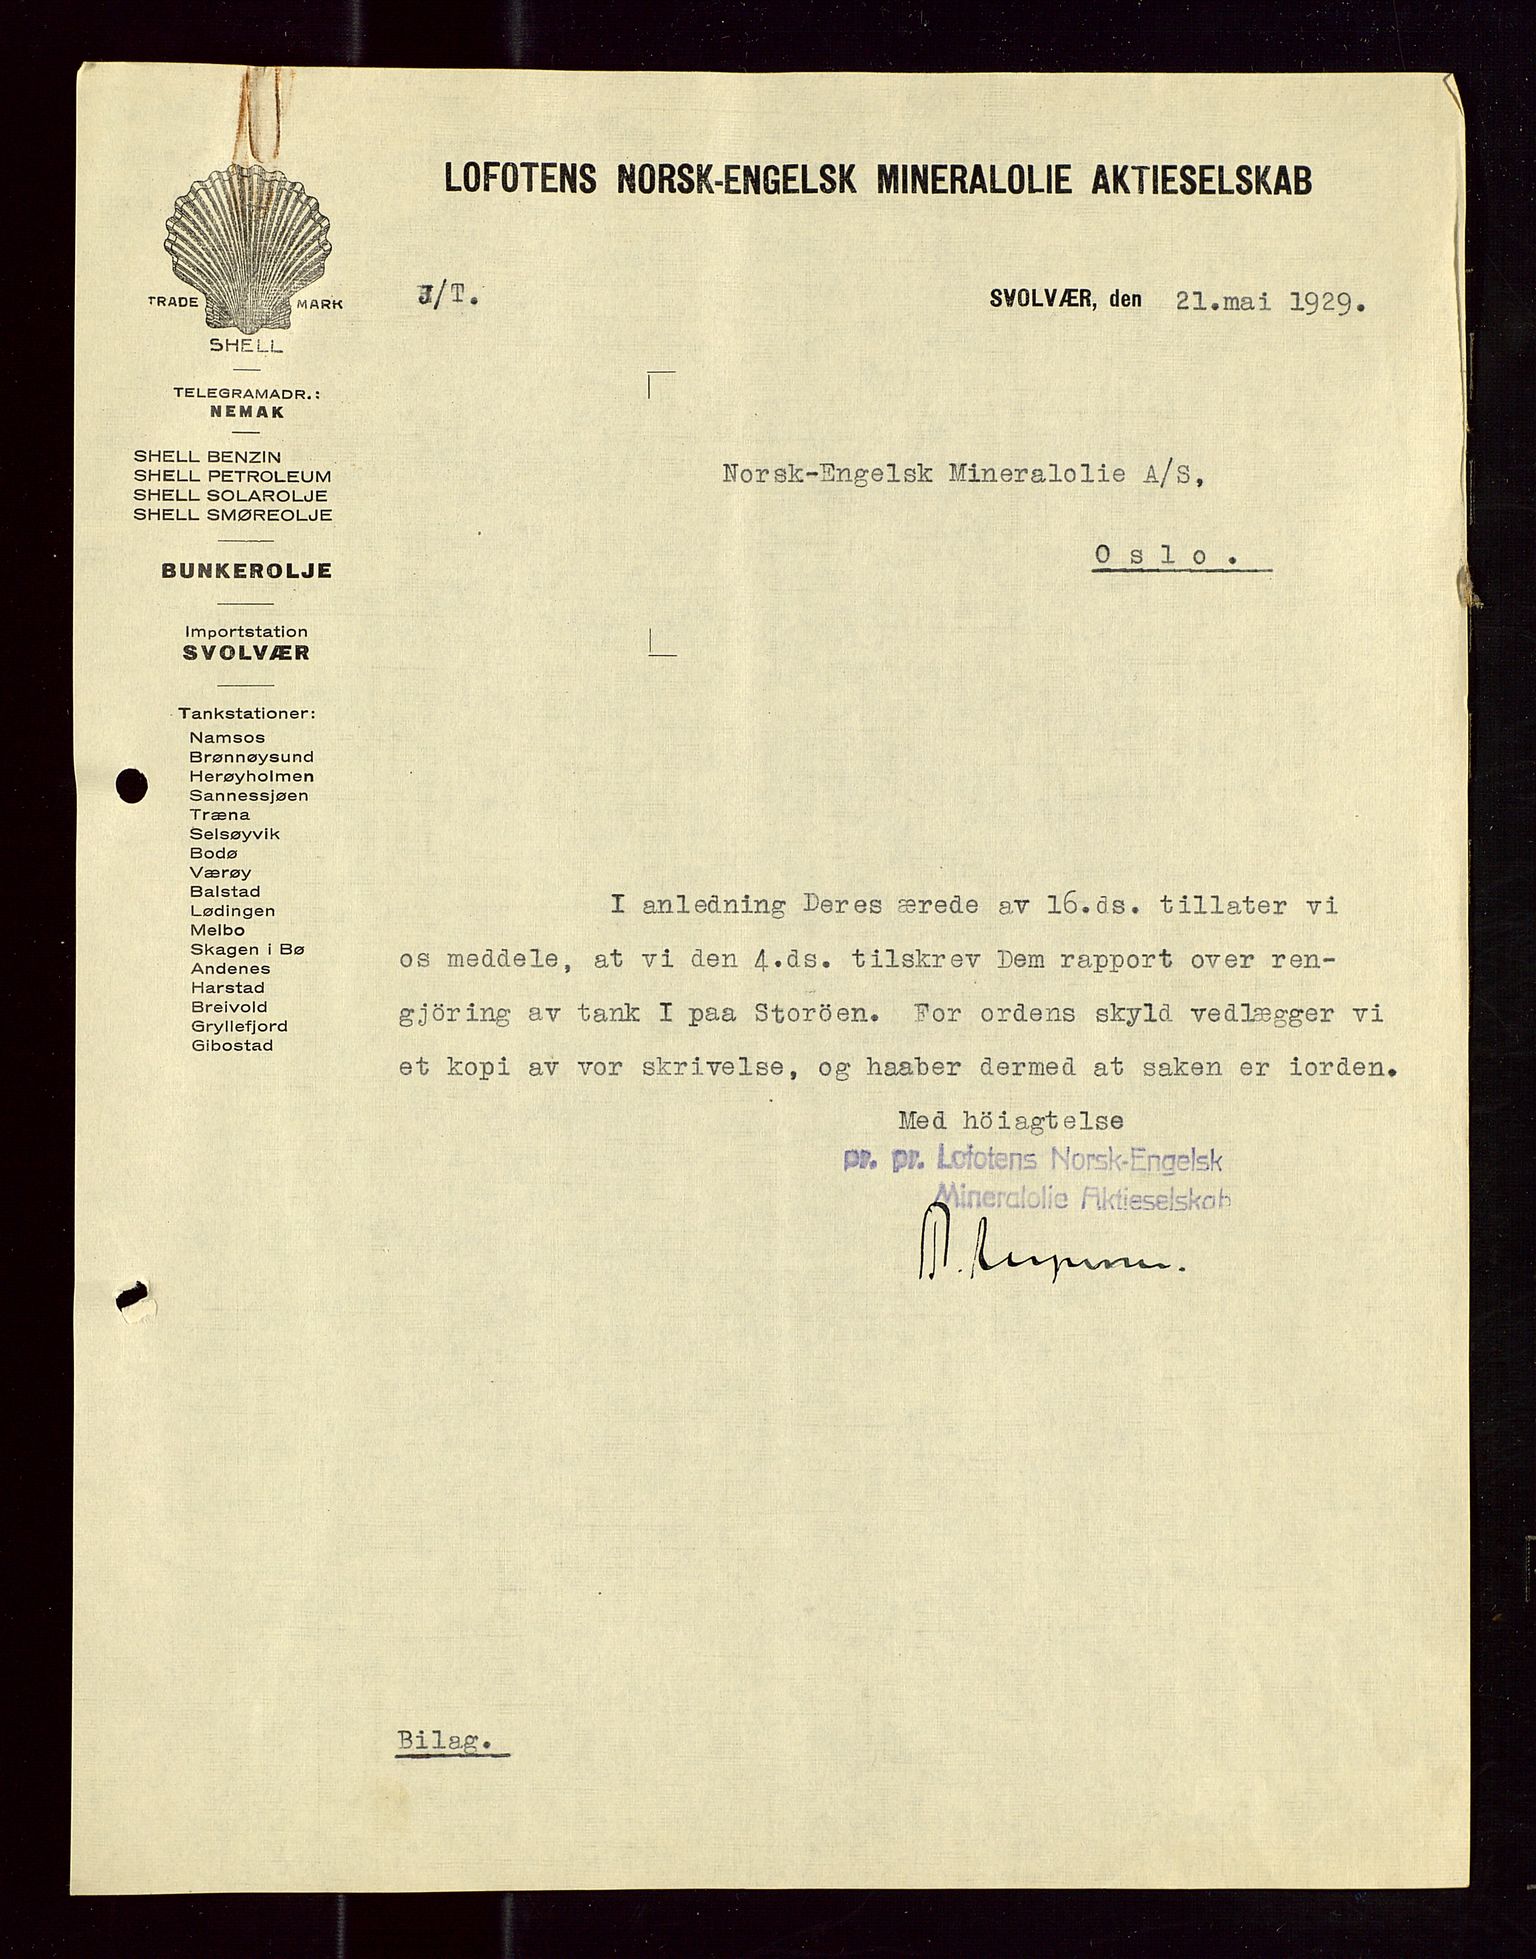 LOFOTENS NORSK-ENGELSK MINERALOLIE AKTIESELSKAB
TRADE MARK
SHELL
J/T.
SVOLVÆR, den 21.mai 1929.
TELEGRAMADR.:
NEMAK
SHELL BENZIN
SHELL PETROLEUM
SHELL SOLAROLJE
SHELL SMØREOLJE
BUNKEROLJE
Importstation
SVOLVÆR
Tankstationer:
Namsos
Brønnøysund
Herøyholmen
Sannessjøen
Træna
Selsøyvik
Bodø
Værøy
Balstad
Lødingen
Melbo
Skagen i Bø
Andenes
Harstad
Breivold
Gryllefjord
Gibostad
Norsk-Engelsk Mineralolie A/S,
Oslo.
I anledning Deres ærede av 16.ds. tillater vi
os meddele, at vi den 4.ds. tilskrev Dem rapport over ren-
gjöring av tank I paa Storöen. For ordens skyld vedlægger vi
et kopi av vor skrivelse, og haaber dermed at saken er iorden.
Med höiagtelse
pr. pr. Lofotens Norsk-Engelsk
Mineralolie Aktieselskab
Bilag.